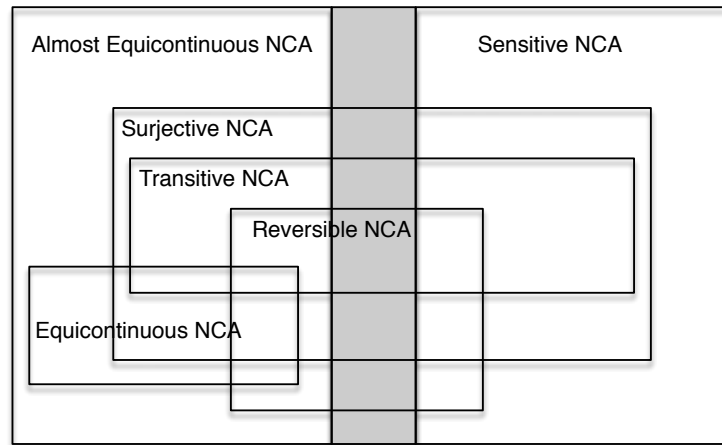 Almost Equicontinuous NCA
Sensitive NCA
Surjective NCA
Transitive NCA
Reversible NCA
Equicontinuous NCA